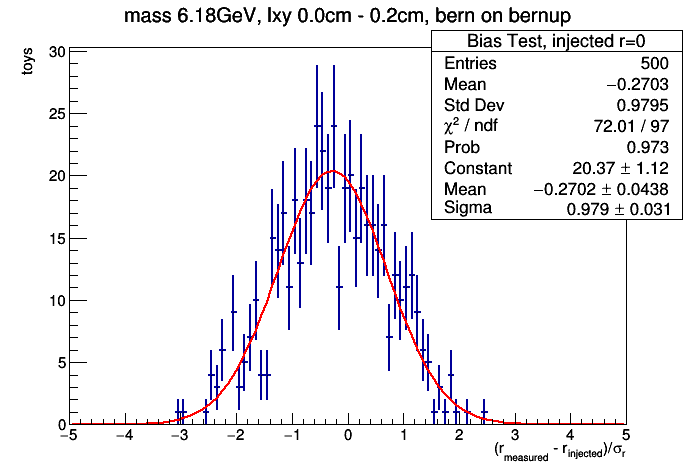 mass 6.18GeV, lxy 0.0cm - 0.2cm, bern on bernup
toys
Bias Test, injected r=0
Entries 500
Mean −0.2703
Std Dev 0.9795
χ² / ndf 72.01 / 97
Prob 0.973
Constant 20.37 ± 1.12
Mean −0.2702 ± 0.0438
Sigma 0.979 ± 0.031
30
25
20
15
10
5
0
−5 −4 −3 −2 −1 0 1 2 3 4 5
(r_measured - r_injected)/σ_r